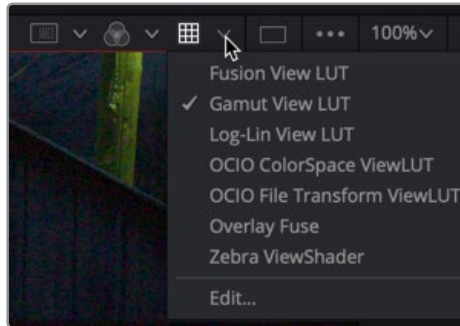 100%
Fusion View LUT
Gamut View LUT
Log-Lin View LUT
OCIO ColorSpace ViewLUT
OCIO File Transform ViewLUT
Overlay Fuse
Zebra ViewShader
Edit...